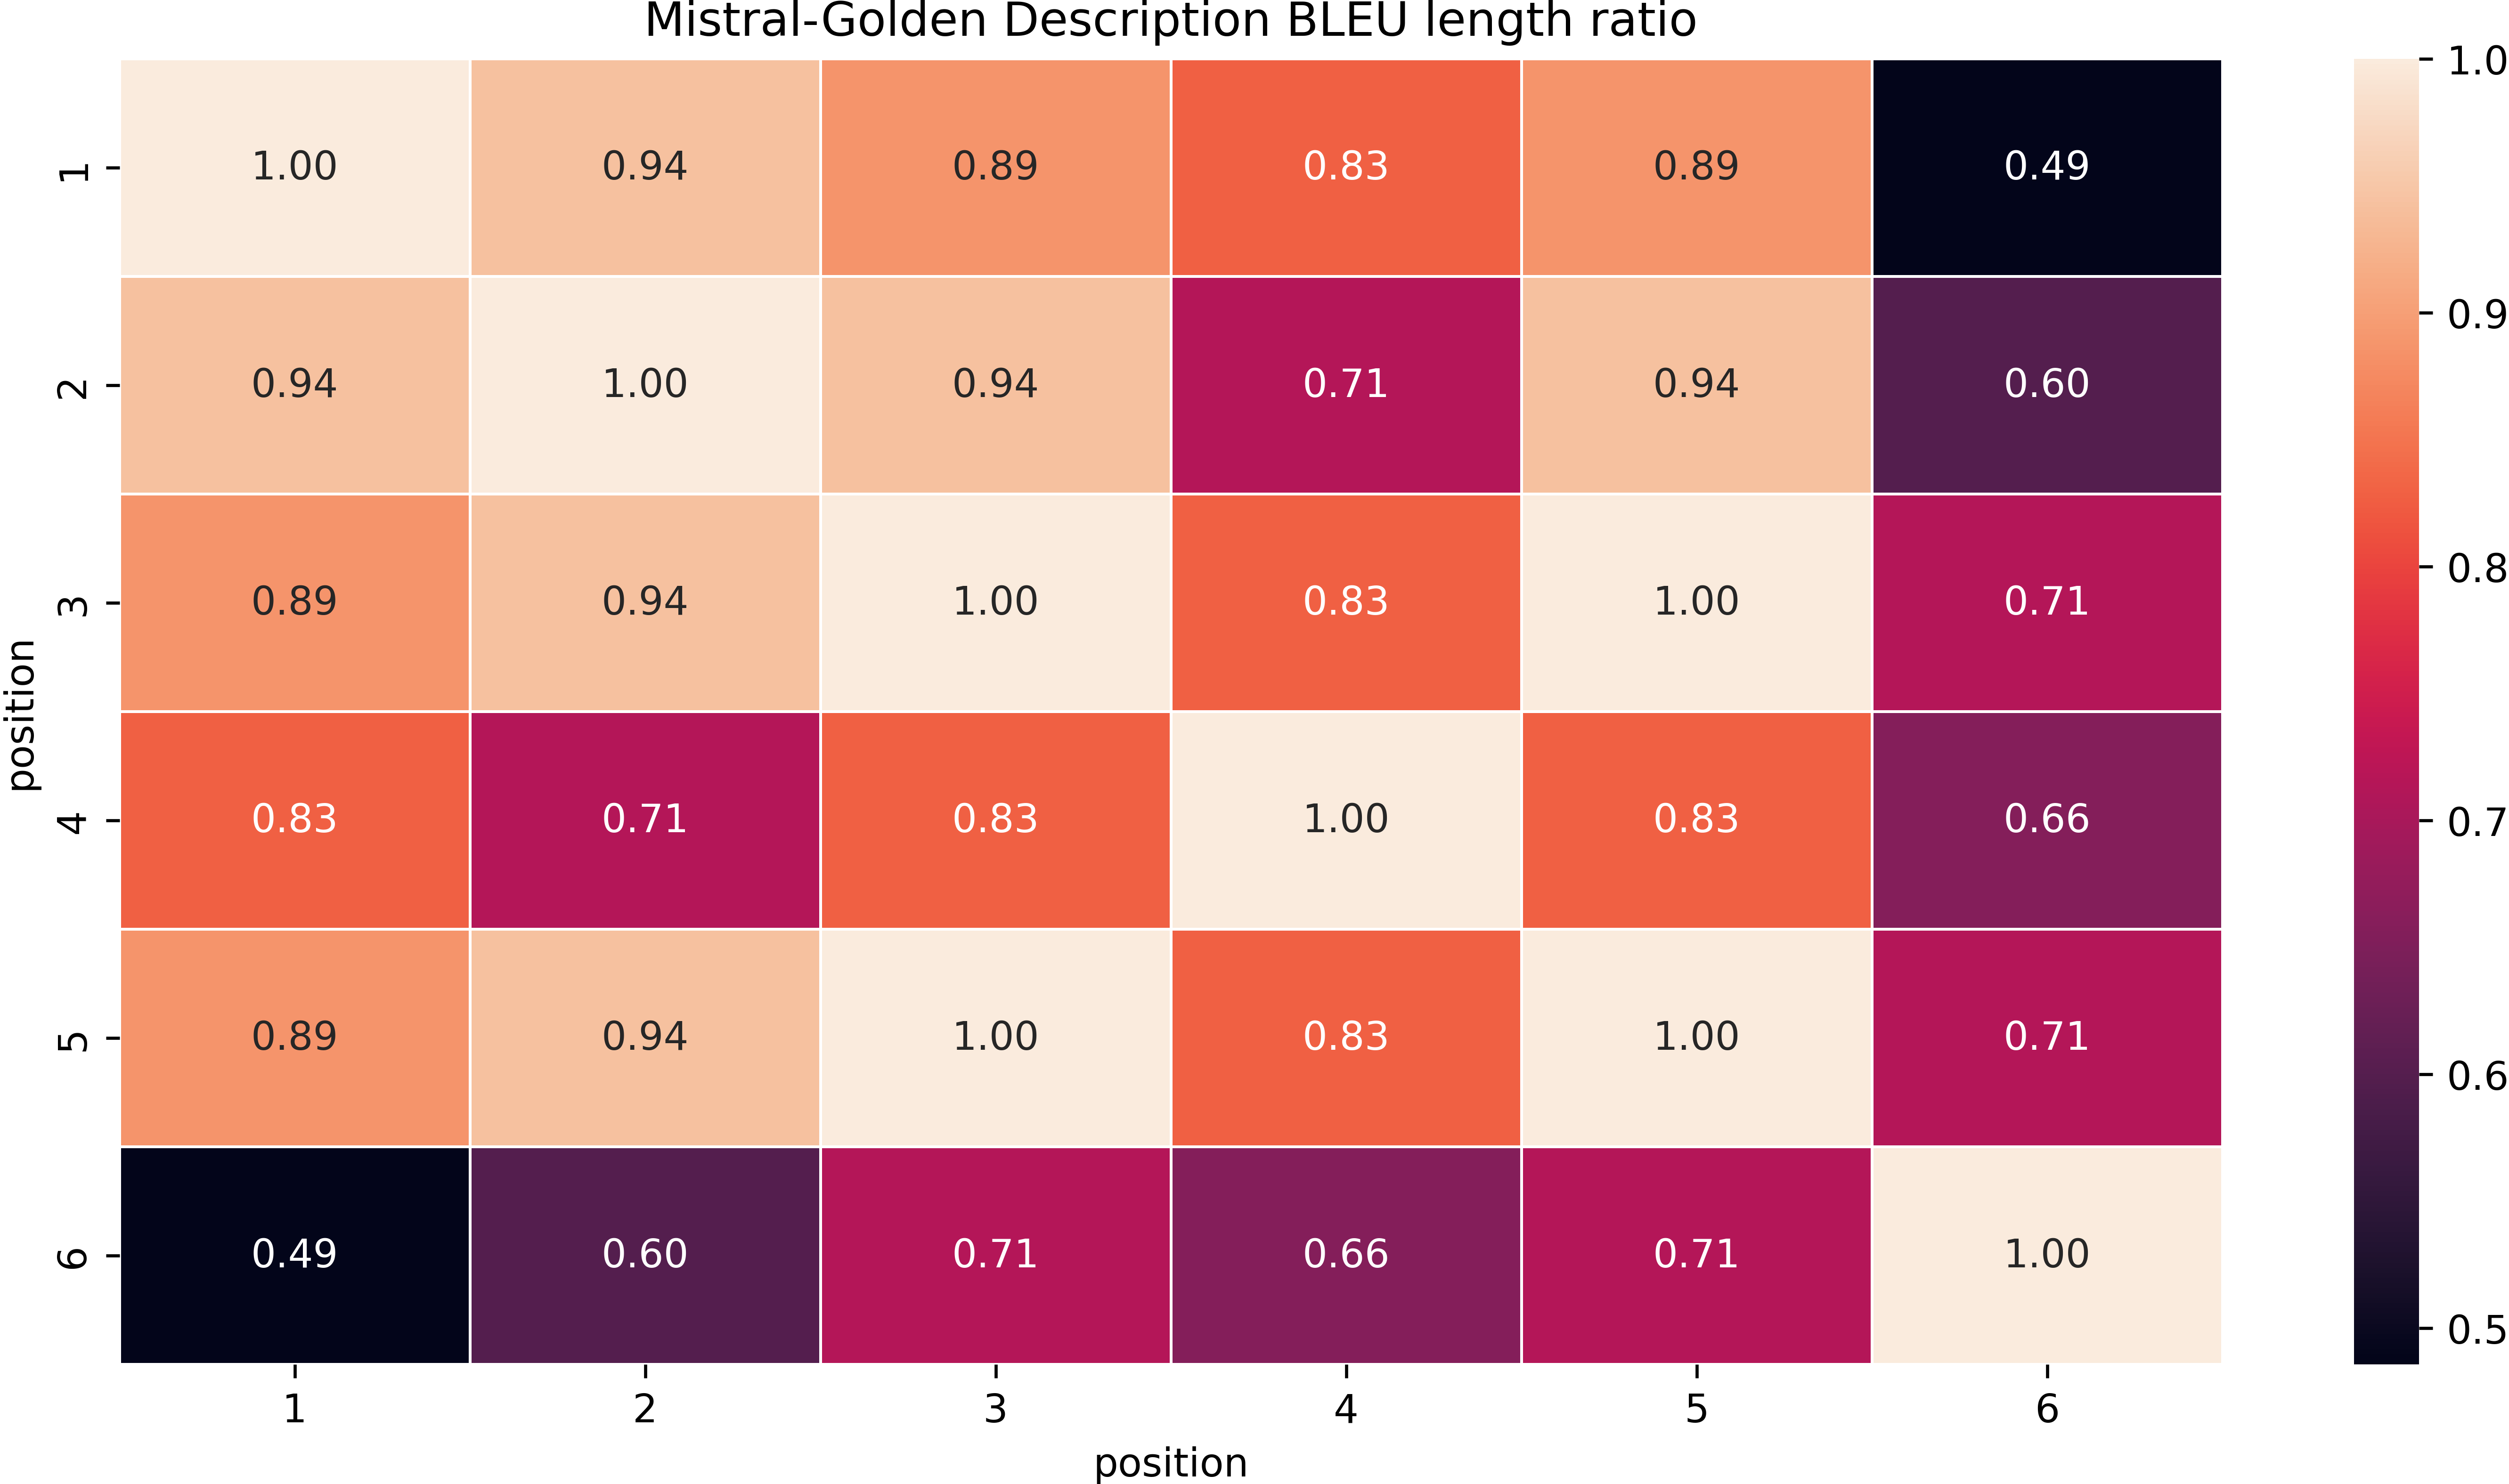 Mistral-Golden Description BLEU length ratio
1.0
1 1.00 0.94 0.89 0.83 0.89 0.49
0.9
2 0.94 1.00 0.94 0.71 0.94 0.60
0.8
3 0.89 0.94 1.00 0.83 1.00 0.71
position
4 0.83 0.71 0.83 1.00 0.83 0.66
0.7
5 0.89 0.94 1.00 0.83 1.00 0.71
0.6
6 0.49 0.60 0.71 0.66 0.71 1.00
0.5
1 2 3 4 5 6
position